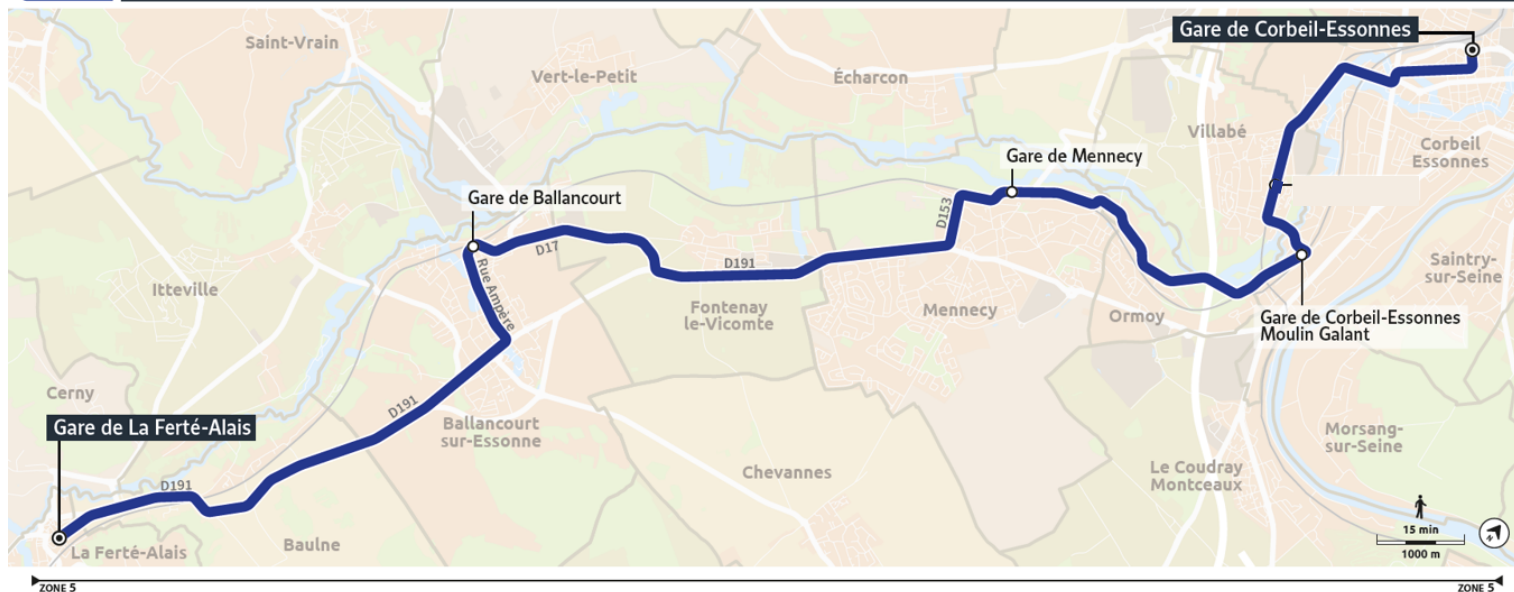 Gare de Corbeil-Essonnes
Saint-Vrain
Vert-le-Petit
Écharcon
Villabé
Corbeil
Essonnes
Gare de Mennecy
Gare de Ballancourt
D153
D17
D191
Rue Ampère
Itteville
Fontenay
le-Vicomte
Mennecy
Ormoy
Saintry-
sur-Seine
Gare de Corbeil-Essonnes
Moulin Galant
Cerny
D191
Gare de La Ferté-Alais
Ballancourt
sur-Essonne
Morsang-
sur-Seine
Chevannes
Le Coudray
Montceaux
D191
15 min
1000 m
La Ferté-Alais
Baulne
ZONE 5
ZONE 5